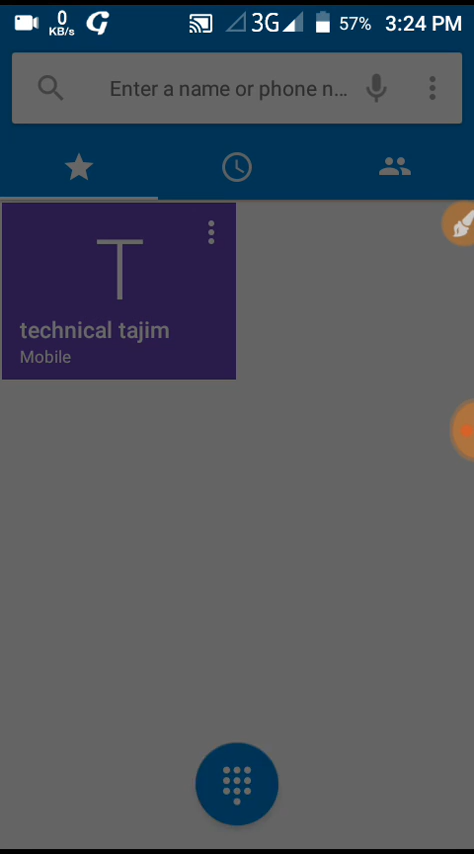 0 KB/s G 3G 57% 3:24 PM
Enter a name or phone n...
T
technical tajim
Mobile